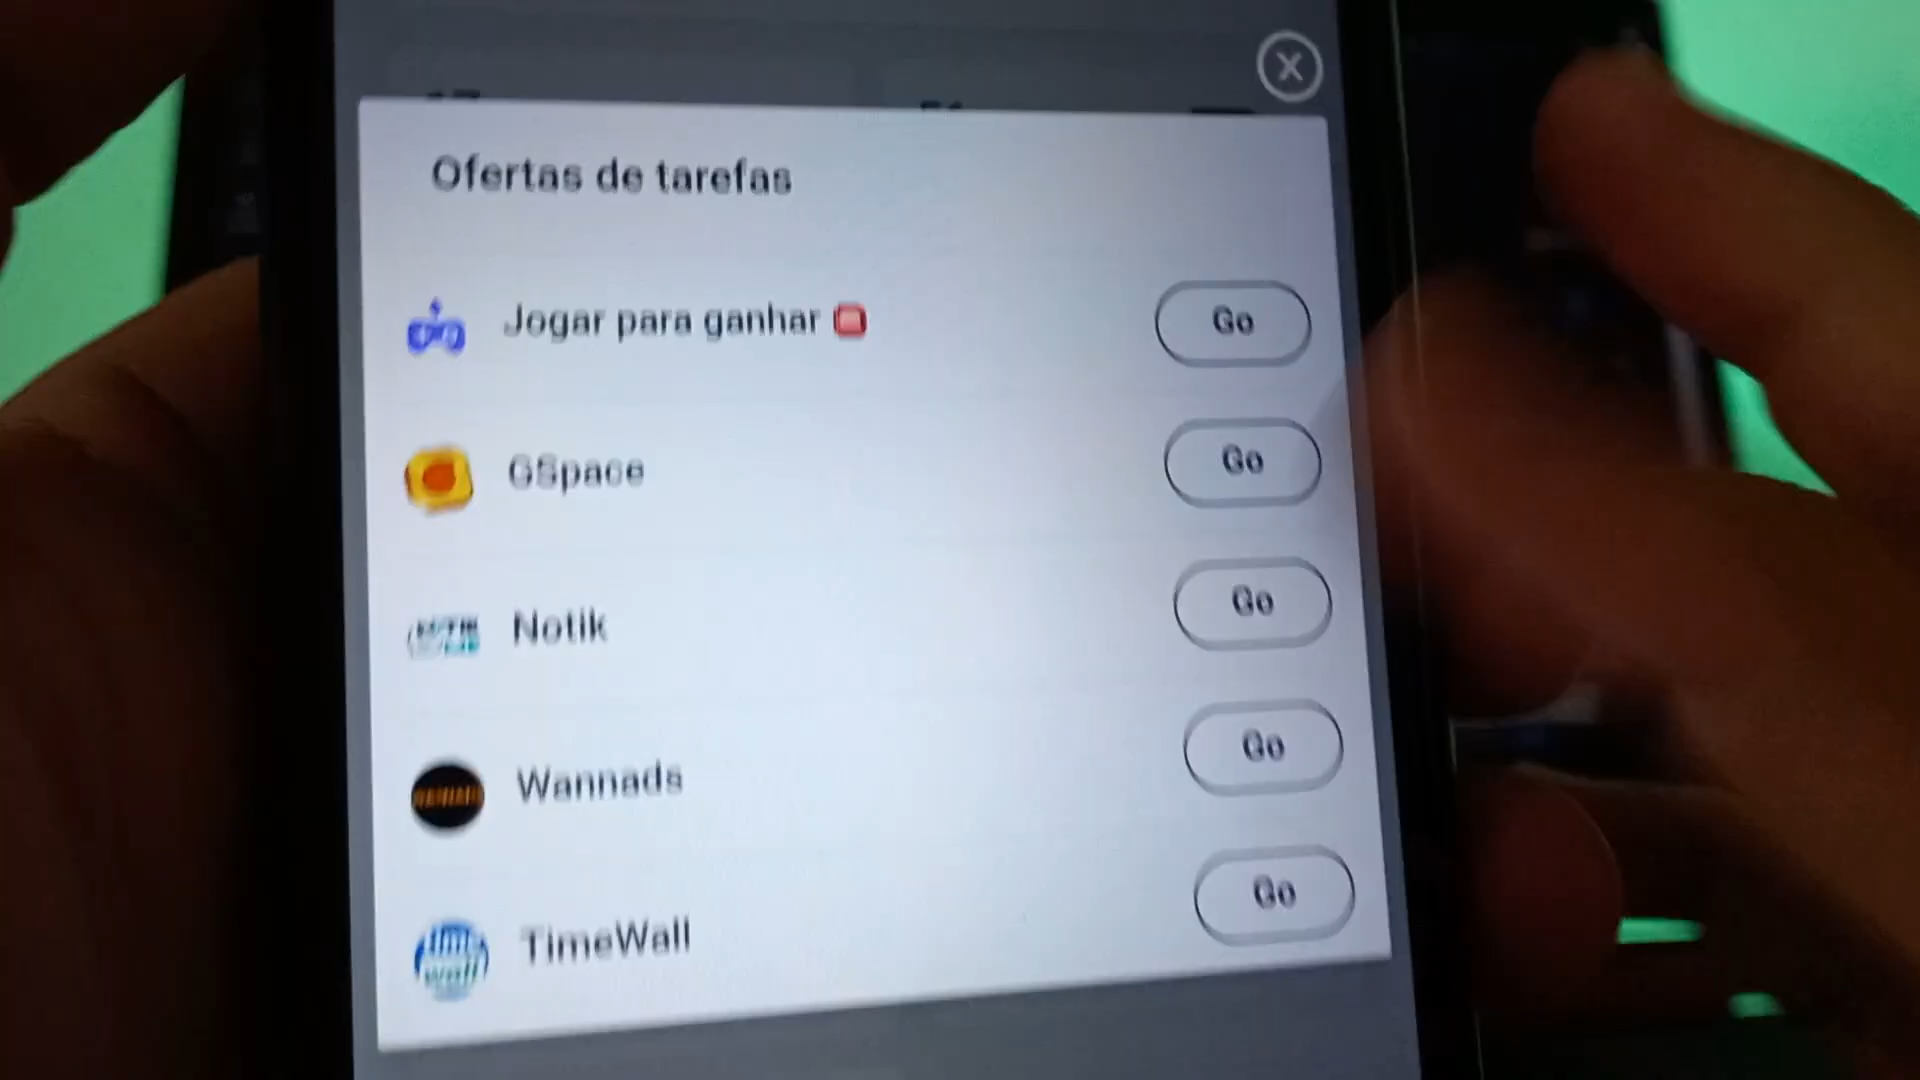 Ofertas de tarefas
Jogar para ganhar
Go
GSpace
Go
Notik
Go
Wannads
Go
TimeWall
Go